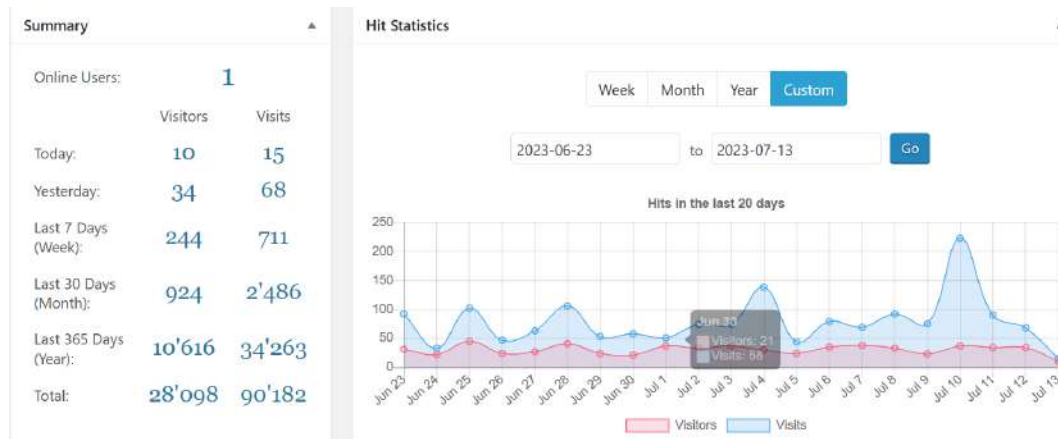 Summary
Online Users: 1
Visitors Visits
Today: 10 15
Yesterday: 34 68
Last 7 Days
(Week): 244 711
Last 30 Days
(Month): 924 2'486
Last 365 Days
(Year): 10'616 34'263
Total: 28'098 90'182
Hit Statistics
Week Month Year Custom
2023-06-23 to 2023-07-13 Go
Hits in the last 20 days
250
200
150
100
50
0
Jun 30
Visitors: 21
Visits: 58
Jun 23 Jun 24 Jun 25 Jun 26 Jun 27 Jun 28 Jun 29 Jun 30 Jul 1 Jul 2 Jul 3 Jul 4 Jul 5 Jul 6 Jul 7 Jul 8 Jul 9 Jul 10 Jul 11 Jul 12 Jul 13
Visitors Visits